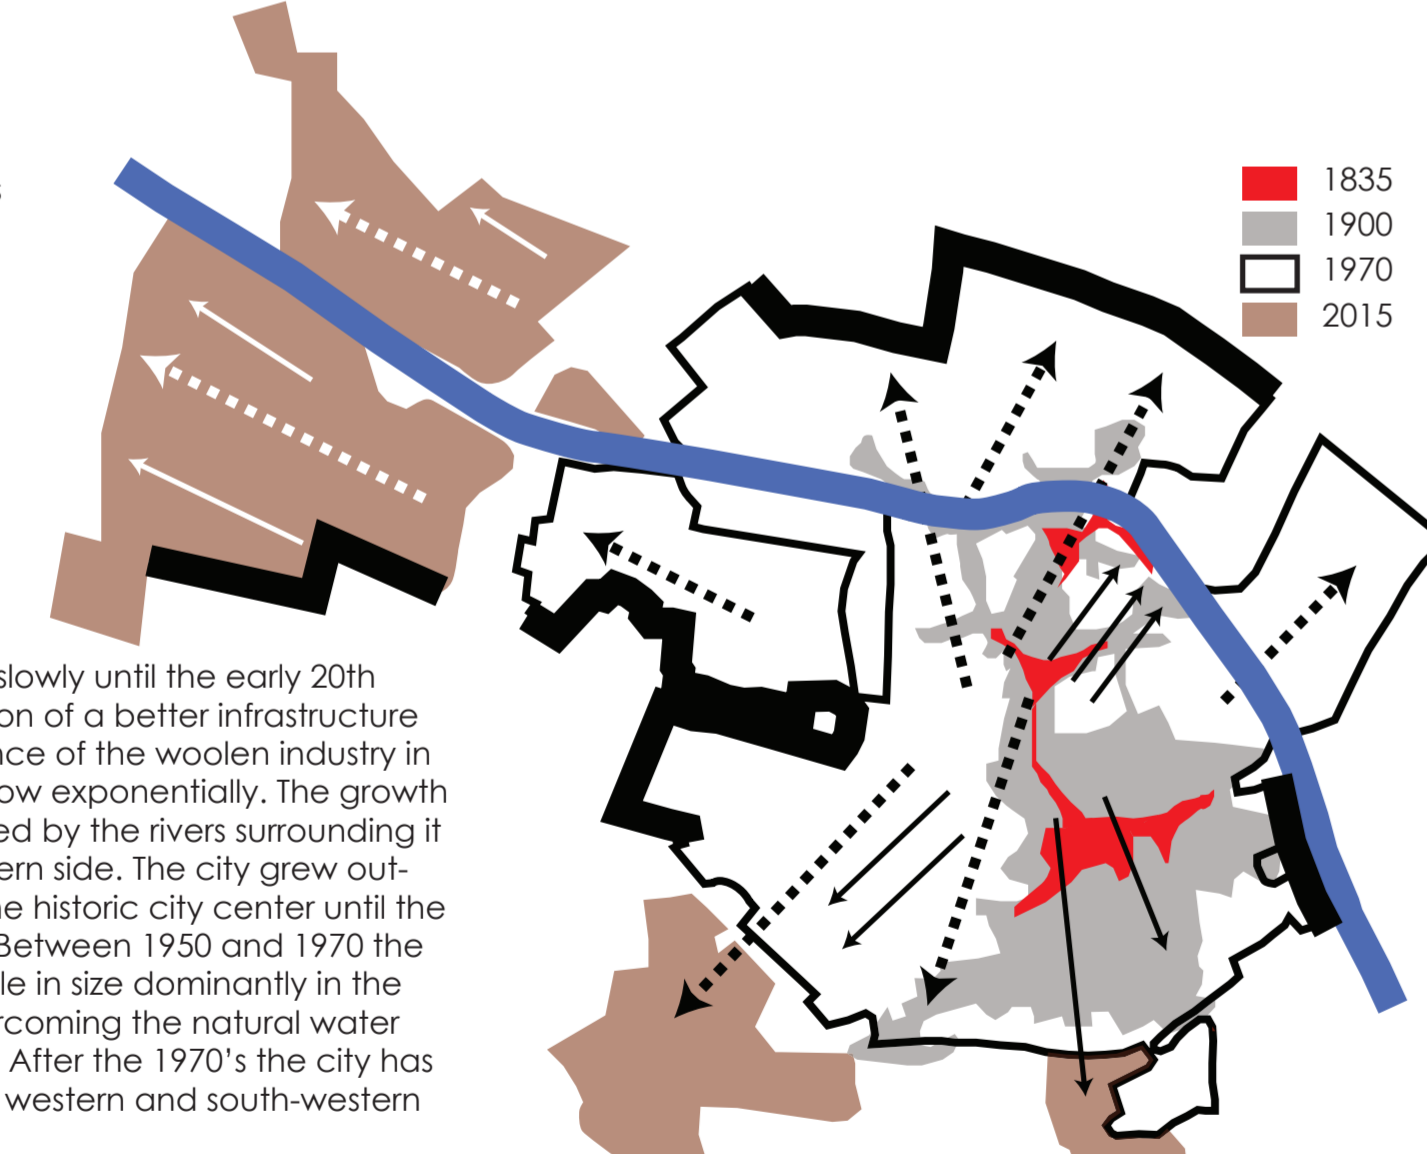 s
1835
1900
1970
2015
slowly until the early 20th
on of a better infrastructure
nce of the woolen industry in
ow exponentially. The growth
ed by the rivers surrounding it
ern side. The city grew out-
ne historic city center until the
Between 1950 and 1970 the
le in size dominantly in the
rcoming the natural water
After the 1970's the city has
western and south-western